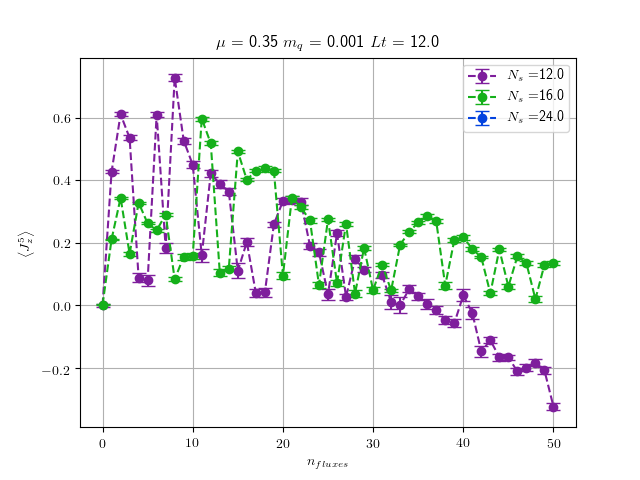 μ = 0.35 m_q = 0.001 Lt = 12.0
N_s =12.0
N_s =16.0
N_s =24.0
⟨J_z^5⟩
0.6
0.4
0.2
0.0
−0.2
0 10 20 30 40 50
n_fluxes